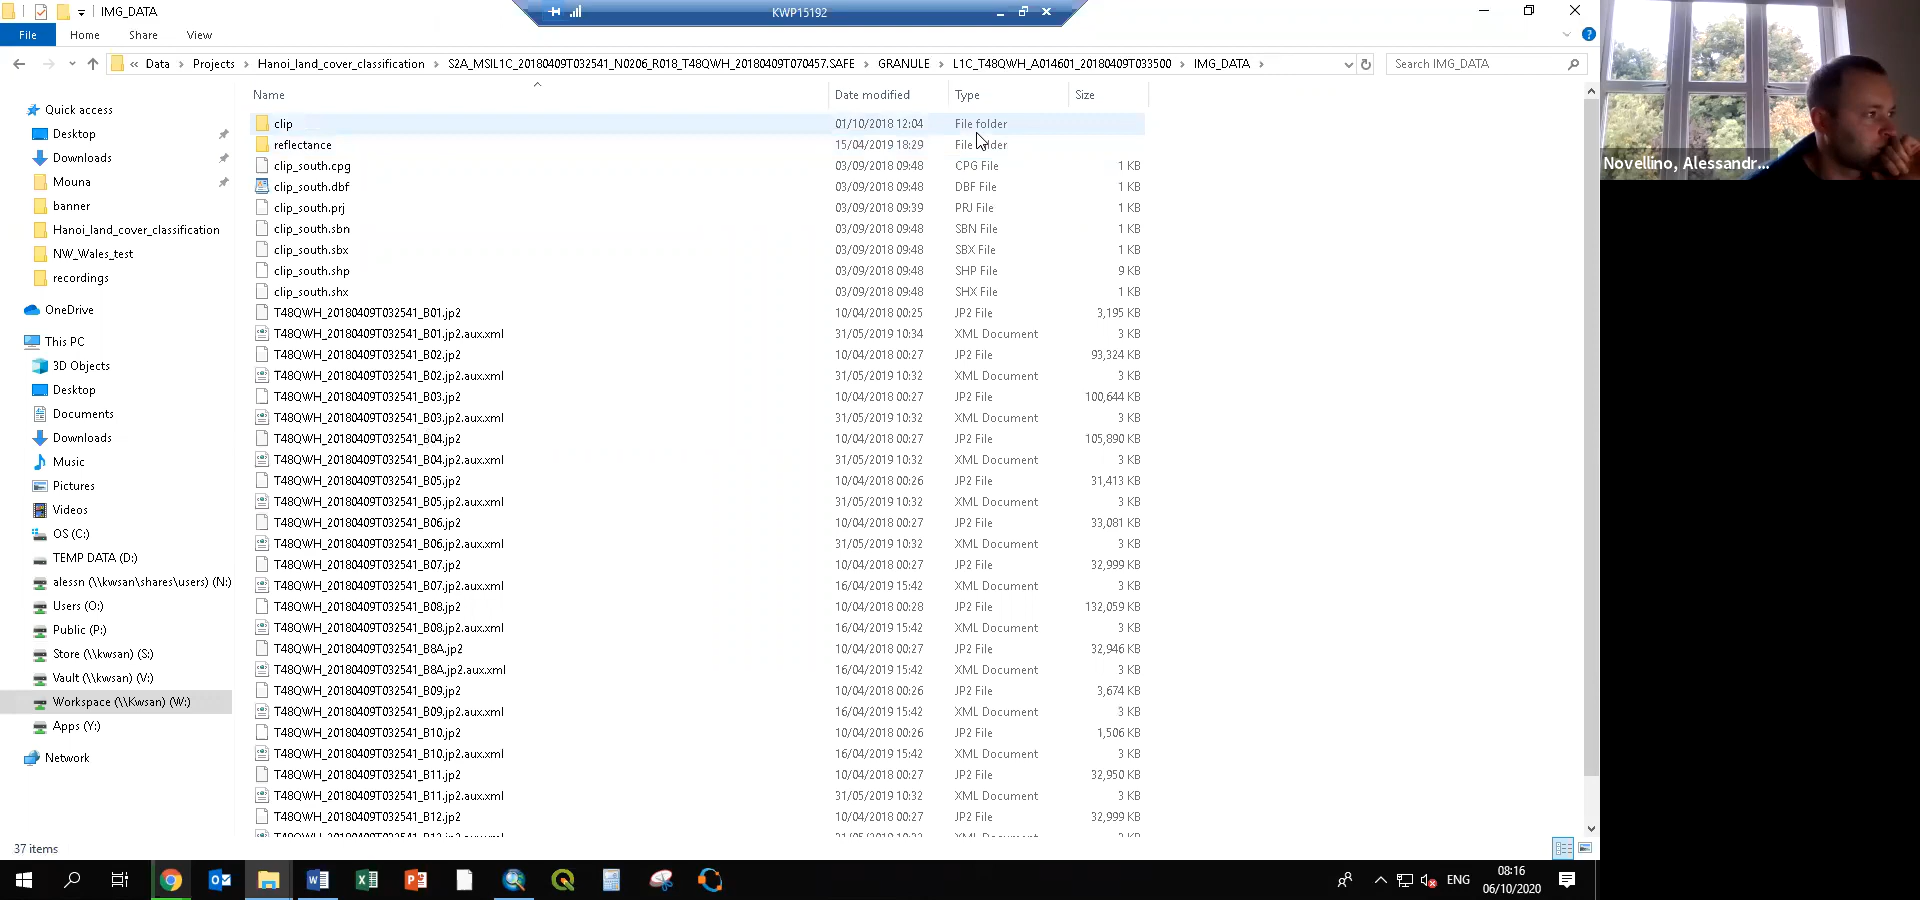 IMG_DATA
KWP15192
File Home Share View
« Data Projects Hanoi_land_cover_classification S2A_MSIL1C_20180409T032541_N0206_R018_T48QWH_20180409T070457.SAFE GRANULE L1C_T48QWH_A014601_20180409T033500 IMG_DATA
Search IMG_DATA
Name Date modified Type Size
Quick access
Desktop
Downloads
Mouna
banner
Hanoi_land_cover_classification
NW_Wales_test
recordings
OneDrive
This PC
3D Objects
Desktop
Documents
Downloads
Music
Pictures
Videos
OS (C:)
TEMP DATA (D:)
alessn (\\kwsan\shares\users) (N:)
Users (O:)
Public (P:)
Store (\\kwsan) (S:)
Vault (\\kwsan) (V:)
Workspace (\\Kwsan) (W:)
Apps (Y:)
Network
clip 01/10/2018 12:04 File folder
reflectance 15/04/2019 18:29 File folder
clip_south.cpg 03/09/2018 09:48 CPG File 1 KB
clip_south.dbf 03/09/2018 09:48 DBF File 1 KB
clip_south.prj 03/09/2018 09:39 PRJ File 1 KB
clip_south.sbn 03/09/2018 09:48 SBN File 1 KB
clip_south.sbx 03/09/2018 09:48 SBX File 1 KB
clip_south.shp 03/09/2018 09:48 SHP File 9 KB
clip_south.shx 03/09/2018 09:48 SHX File 1 KB
T48QWH_20180409T032541_B01.jp2 10/04/2018 00:25 JP2 File 3,195 KB
T48QWH_20180409T032541_B01.jp2.aux.xml 31/05/2019 10:34 XML Document 3 KB
T48QWH_20180409T032541_B02.jp2 10/04/2018 00:27 JP2 File 93,324 KB
T48QWH_20180409T032541_B02.jp2.aux.xml 31/05/2019 10:32 XML Document 3 KB
T48QWH_20180409T032541_B03.jp2 10/04/2018 00:27 JP2 File 100,644 KB
T48QWH_20180409T032541_B03.jp2.aux.xml 31/05/2019 10:32 XML Document 3 KB
T48QWH_20180409T032541_B04.jp2 10/04/2018 00:27 JP2 File 105,890 KB
T48QWH_20180409T032541_B04.jp2.aux.xml 31/05/2019 10:32 XML Document 3 KB
T48QWH_20180409T032541_B05.jp2 10/04/2018 00:26 JP2 File 31,413 KB
T48QWH_20180409T032541_B05.jp2.aux.xml 31/05/2019 10:32 XML Document 3 KB
T48QWH_20180409T032541_B06.jp2 10/04/2018 00:27 JP2 File 33,081 KB
T48QWH_20180409T032541_B06.jp2.aux.xml 31/05/2019 10:32 XML Document 3 KB
T48QWH_20180409T032541_B07.jp2 10/04/2018 00:27 JP2 File 32,999 KB
T48QWH_20180409T032541_B07.jp2.aux.xml 16/04/2019 15:42 XML Document 3 KB
T48QWH_20180409T032541_B08.jp2 10/04/2018 00:28 JP2 File 132,059 KB
T48QWH_20180409T032541_B08.jp2.aux.xml 16/04/2019 15:42 XML Document 3 KB
T48QWH_20180409T032541_B8A.jp2 10/04/2018 00:27 JP2 File 32,946 KB
T48QWH_20180409T032541_B8A.jp2.aux.xml 16/04/2019 15:42 XML Document 3 KB
T48QWH_20180409T032541_B09.jp2 10/04/2018 00:26 JP2 File 3,674 KB
T48QWH_20180409T032541_B09.jp2.aux.xml 16/04/2019 15:42 XML Document 3 KB
T48QWH_20180409T032541_B10.jp2 10/04/2018 00:26 JP2 File 1,506 KB
T48QWH_20180409T032541_B10.jp2.aux.xml 16/04/2019 15:42 XML Document 3 KB
T48QWH_20180409T032541_B11.jp2 10/04/2018 00:27 JP2 File 32,950 KB
T48QWH_20180409T032541_B11.jp2.aux.xml 31/05/2019 10:32 XML Document 3 KB
T48QWH_20180409T032541_B12.jp2 10/04/2018 00:27 JP2 File 32,999 KB
37 items
ENG
08:16
06/10/2020
Novellino, Alessandr...